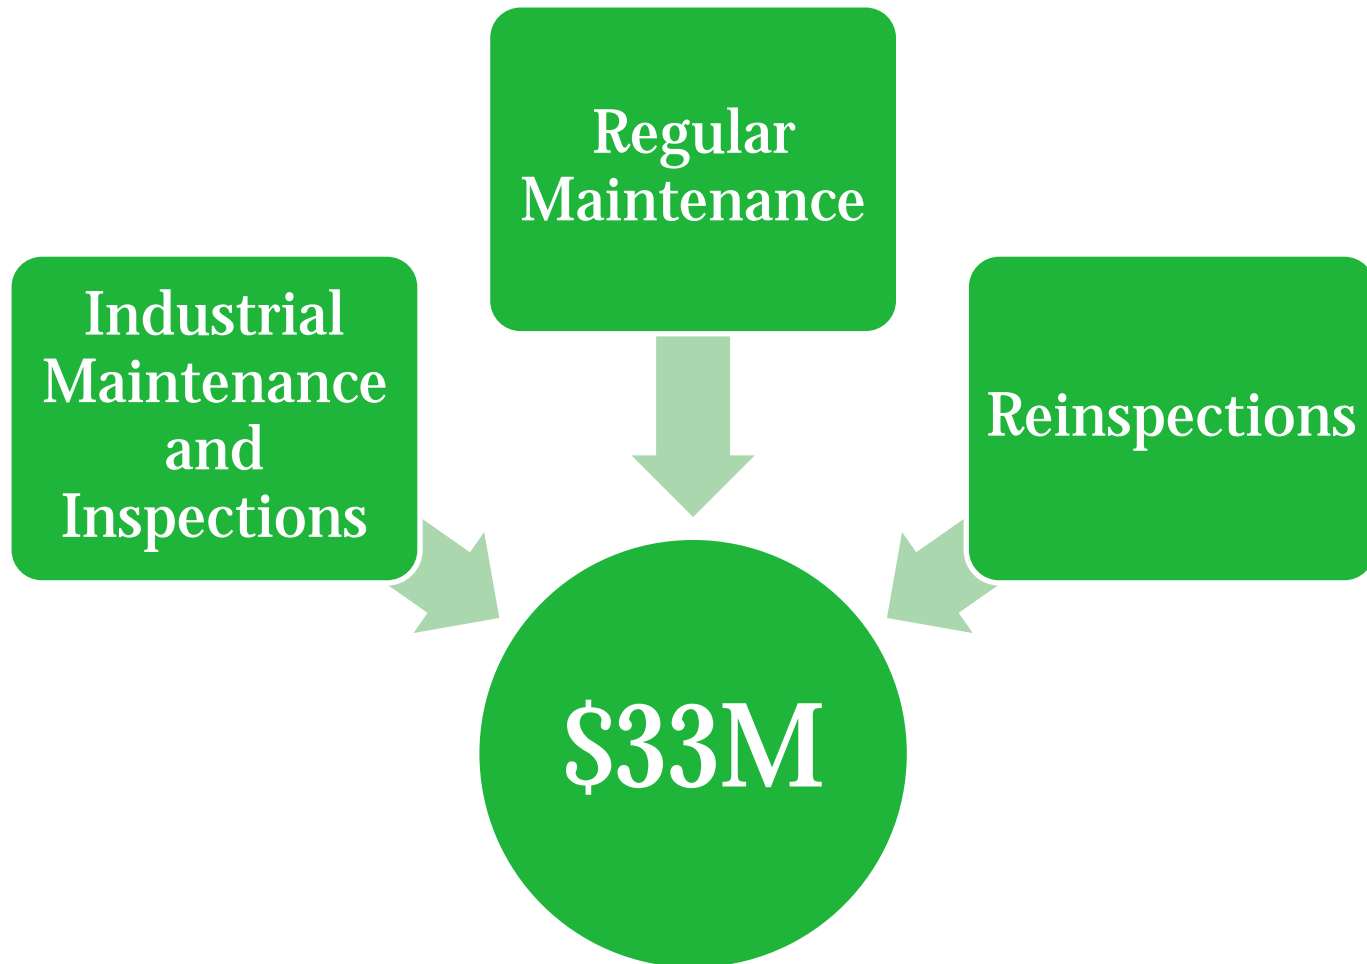 Regular
Maintenance
Industrial
Maintenance
and
Inspections
Reinspections
$33M